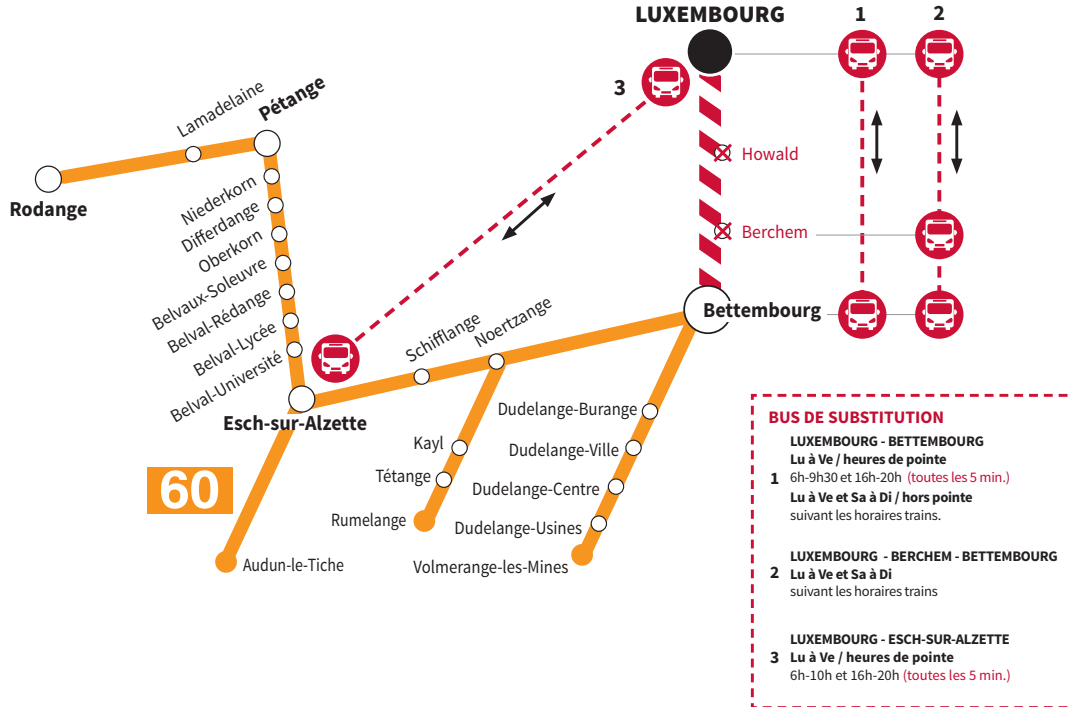 LUXEMBOURG
1
2
3
Lamadelaine
Pétange
Rodange
Niederkorn
Differdange
Oberkorn
Belvaux-Soleuvre
Belval-Rédange
Belval-Lycée
Belval-Université
Esch-sur-Alzette
Schifflange
Noertzange
Howald
Berchem
Bettembourg
Dudelange-Burange
Dudelange-Ville
Dudelange-Centre
Dudelange-Usines
Volmerange-les-Mines
Kayl
Tétange
Rumelange
60
Audun-le-Tiche
BUS DE SUBSTITUTION
LUXEMBOURG - BETTEMBOURG
Lu à Ve / heures de pointe
1 6h-9h30 et 16h-20h (toutes les 5 min.)
Lu à Ve et Sa à Di / hors pointe
suivant les horaires trains.
LUXEMBOURG - BERCHEM - BETTEMBOURG
2 Lu à Ve et Sa à Di
suivant les horaires trains
LUXEMBOURG - ESCH-SUR-ALZETTE
3 Lu à Ve / heures de pointe
6h-10h et 16h-20h (toutes les 5 min.)